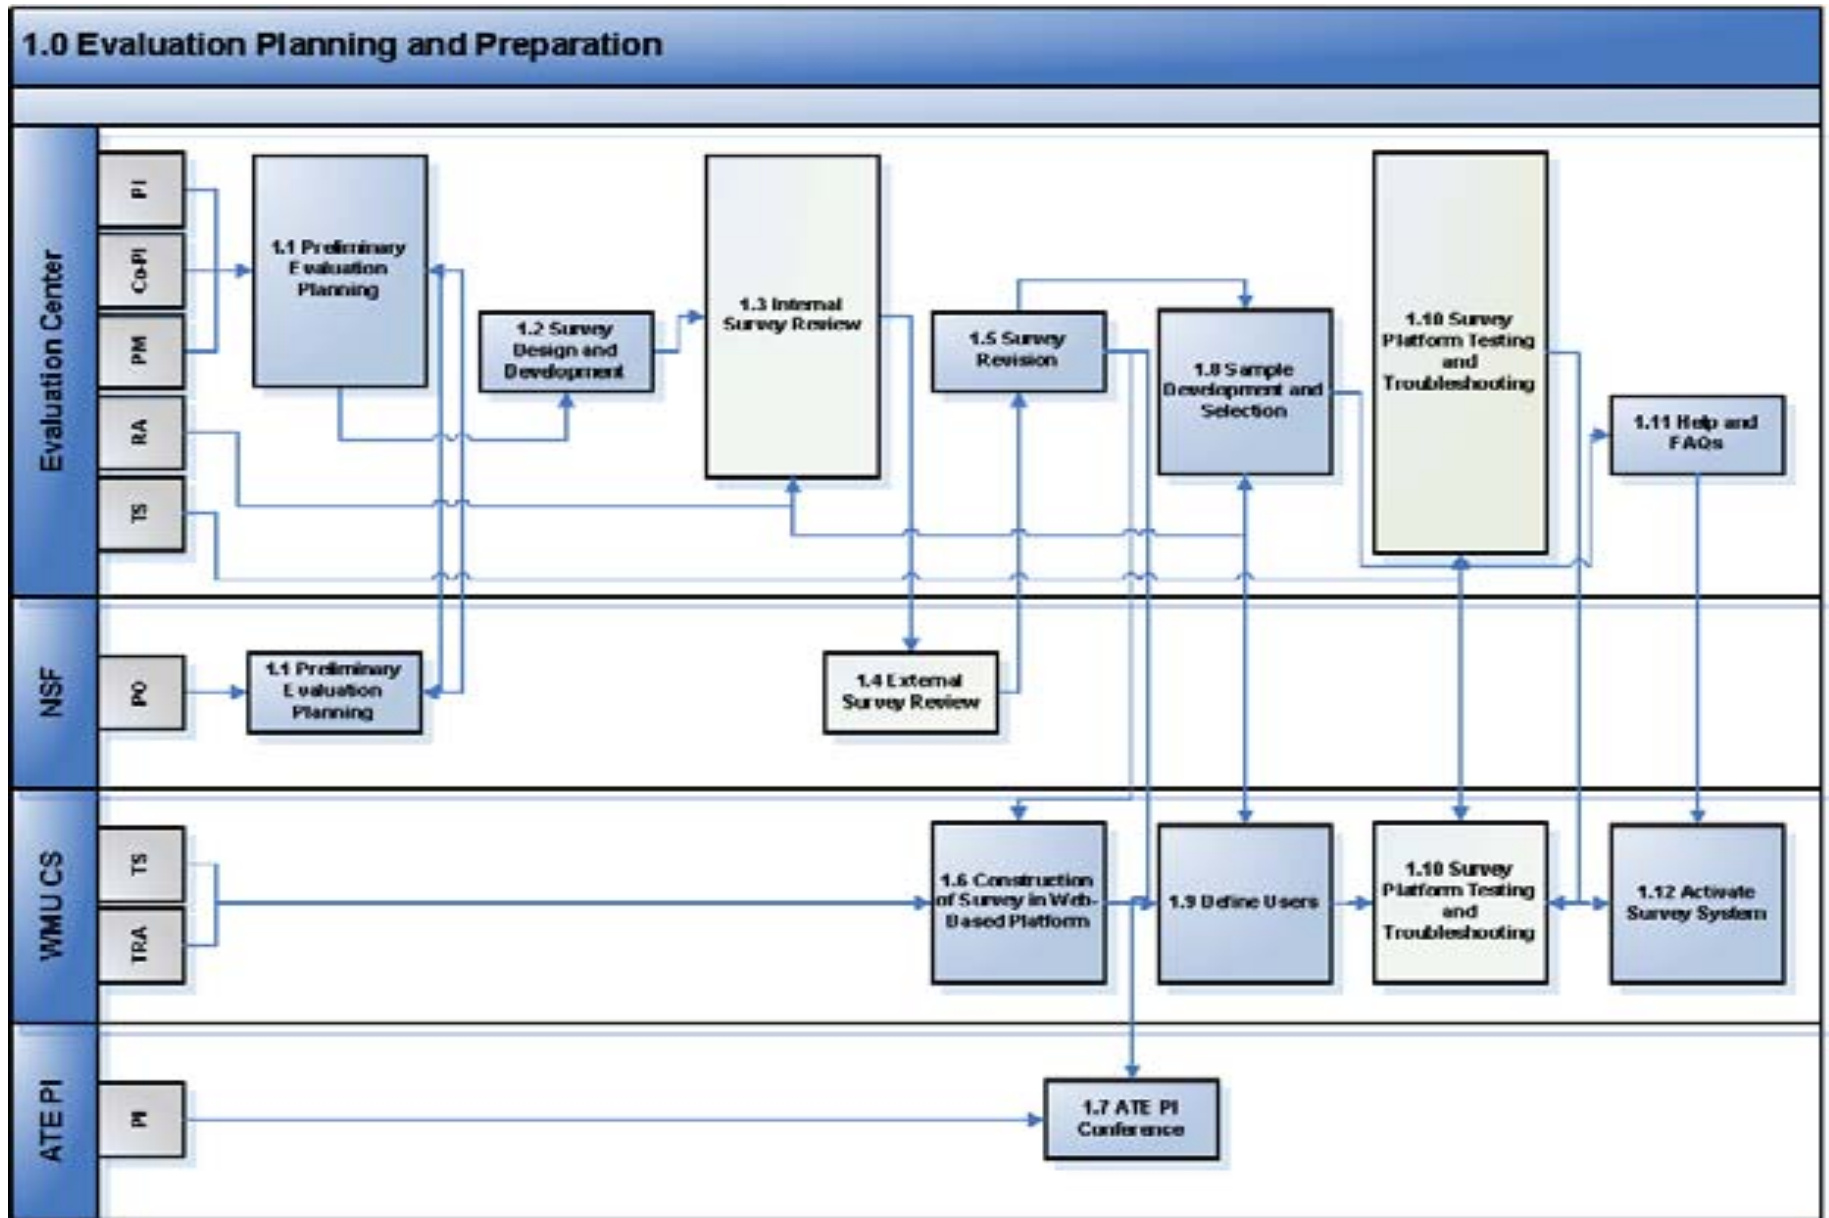 1.0 Evaluation Planning and Preparation
Evaluation Center
PI
Co-PI
PM
RA
TS
1.1 Preliminary
Evaluation
Planning
1.2 Survey
Design and
Development
1.3 Internal
Survey Review
1.5 Survey
Revision
1.8 Sample
Development and
Selection
1.10 Survey
Platform Testing
and
Troubleshooting
1.11 Help and
FAQs
NSF
PO
1.1 Preliminary
Evaluation
Planning
1.4 External
Survey Review
WMU CS
TS
TRA
1.6 Construction
of Survey in Web-
Based Platform
1.9 Define Users
1.10 Survey
Platform Testing
and
Troubleshooting
1.12 Activate
Survey System
ATE PI
PI
1.7 ATE PI
Conference